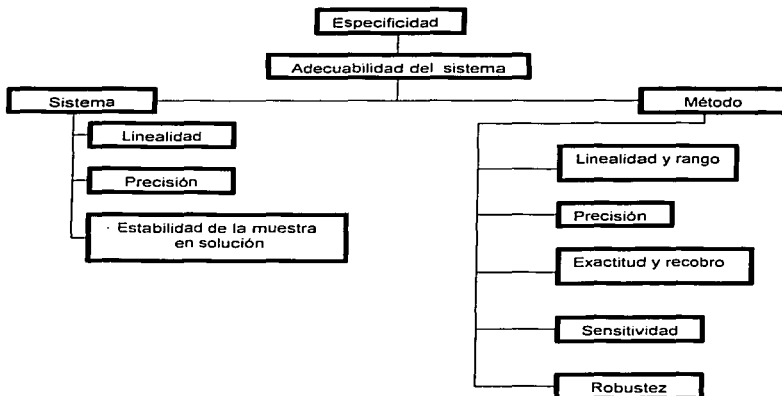 Especificidad
Adecuabilidad del sistema
Sistema
Método
Linealidad
Precisión
Estabilidad de la muestra
en solución
Linealidad y rango
Precisión
Exactitud y recobro
Sensitividad
Robustez